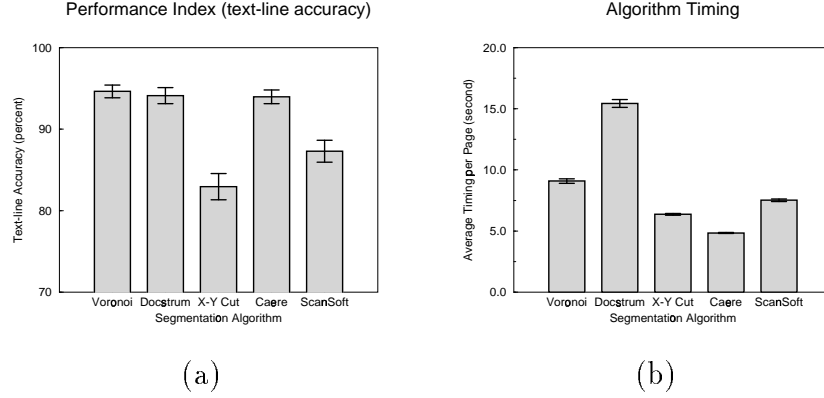 Performance Index (text-line accuracy)
100
90
80
70
Text-line Accuracy (percent)
Voronoi Docstrum X-Y Cut Caere ScanSoft
Segmentation Algorithm
(a)
Algorithm Timing
20.0
15.0
10.0
5.0
0.0
Average Timing per Page (second)
Voronoi Docstrum X-Y Cut Caere ScanSoft
Segmentation Algorithm
(b)